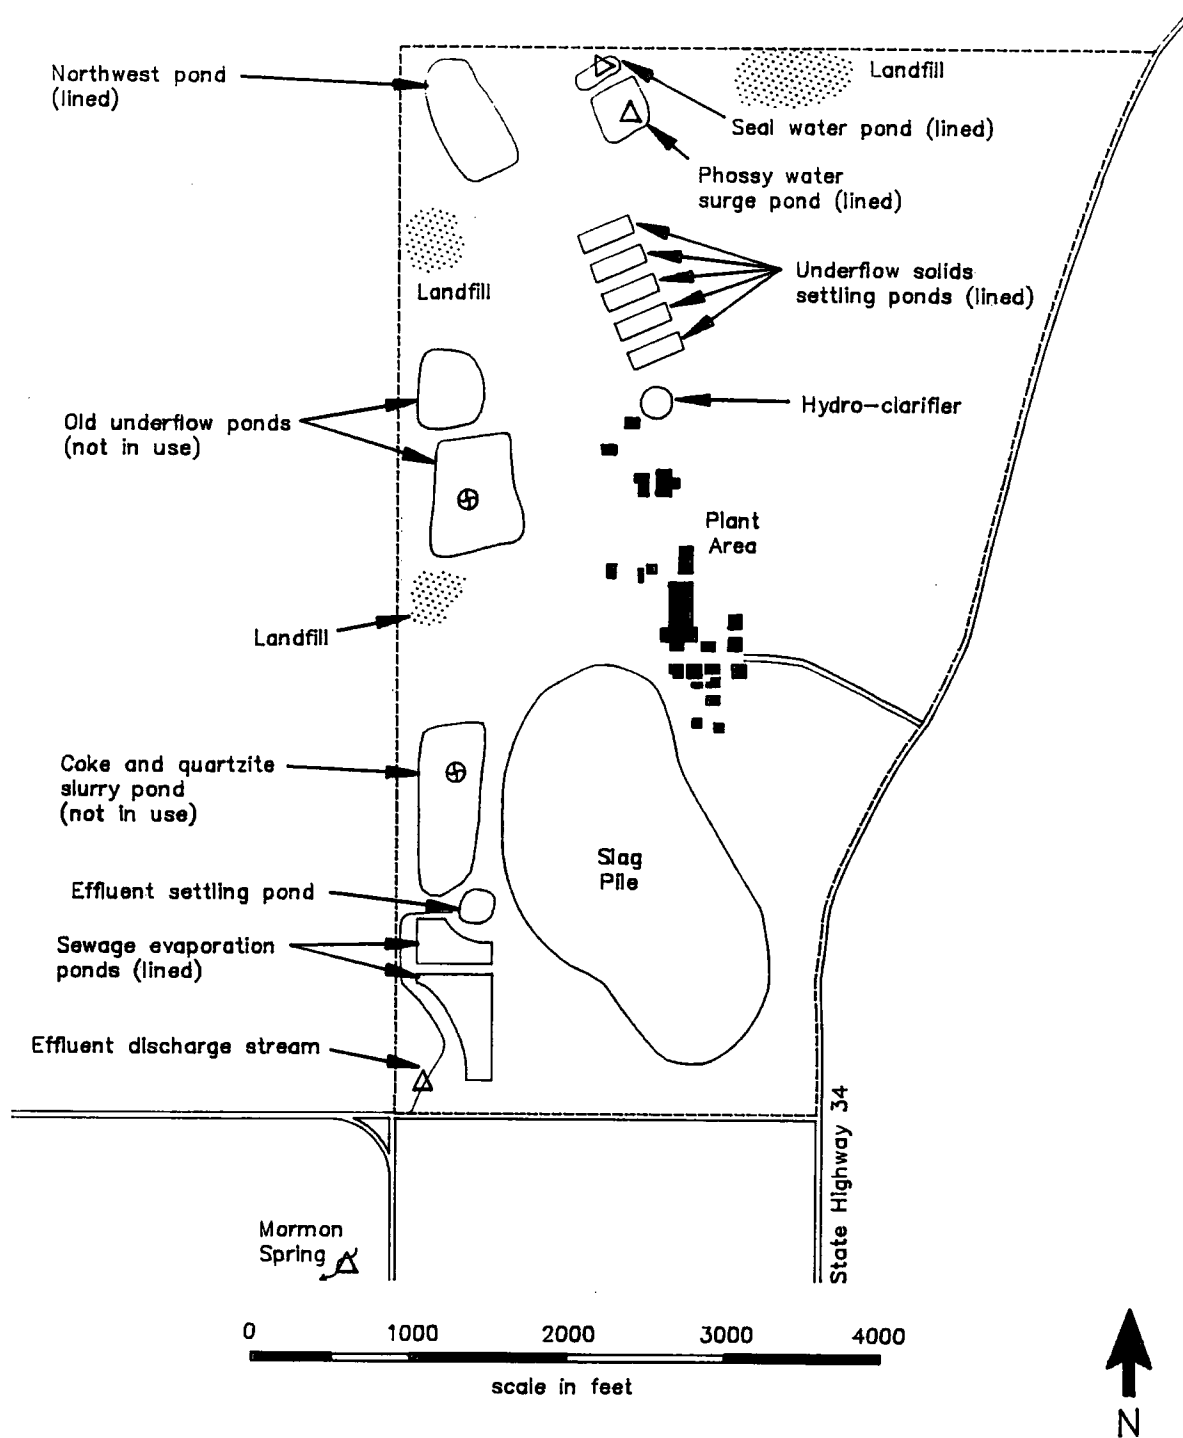 Northwest pond
(lined)
Landfill
Seal water pond (lined)
Phossy water
surge pond (lined)
Underflow solids
settling ponds (lined)
Landfill
Hydro-clarifier
Old underflow ponds
(not in use)
Plant
Area
Landfill
Coke and quartzite
slurry pond
(not in use)
Slag
Pile
Effluent settling pond
Sewage evaporation
ponds (lined)
Effluent discharge stream
State Highway 34
Mormon
Spring
0 1000 2000 3000 4000
scale in feet
N